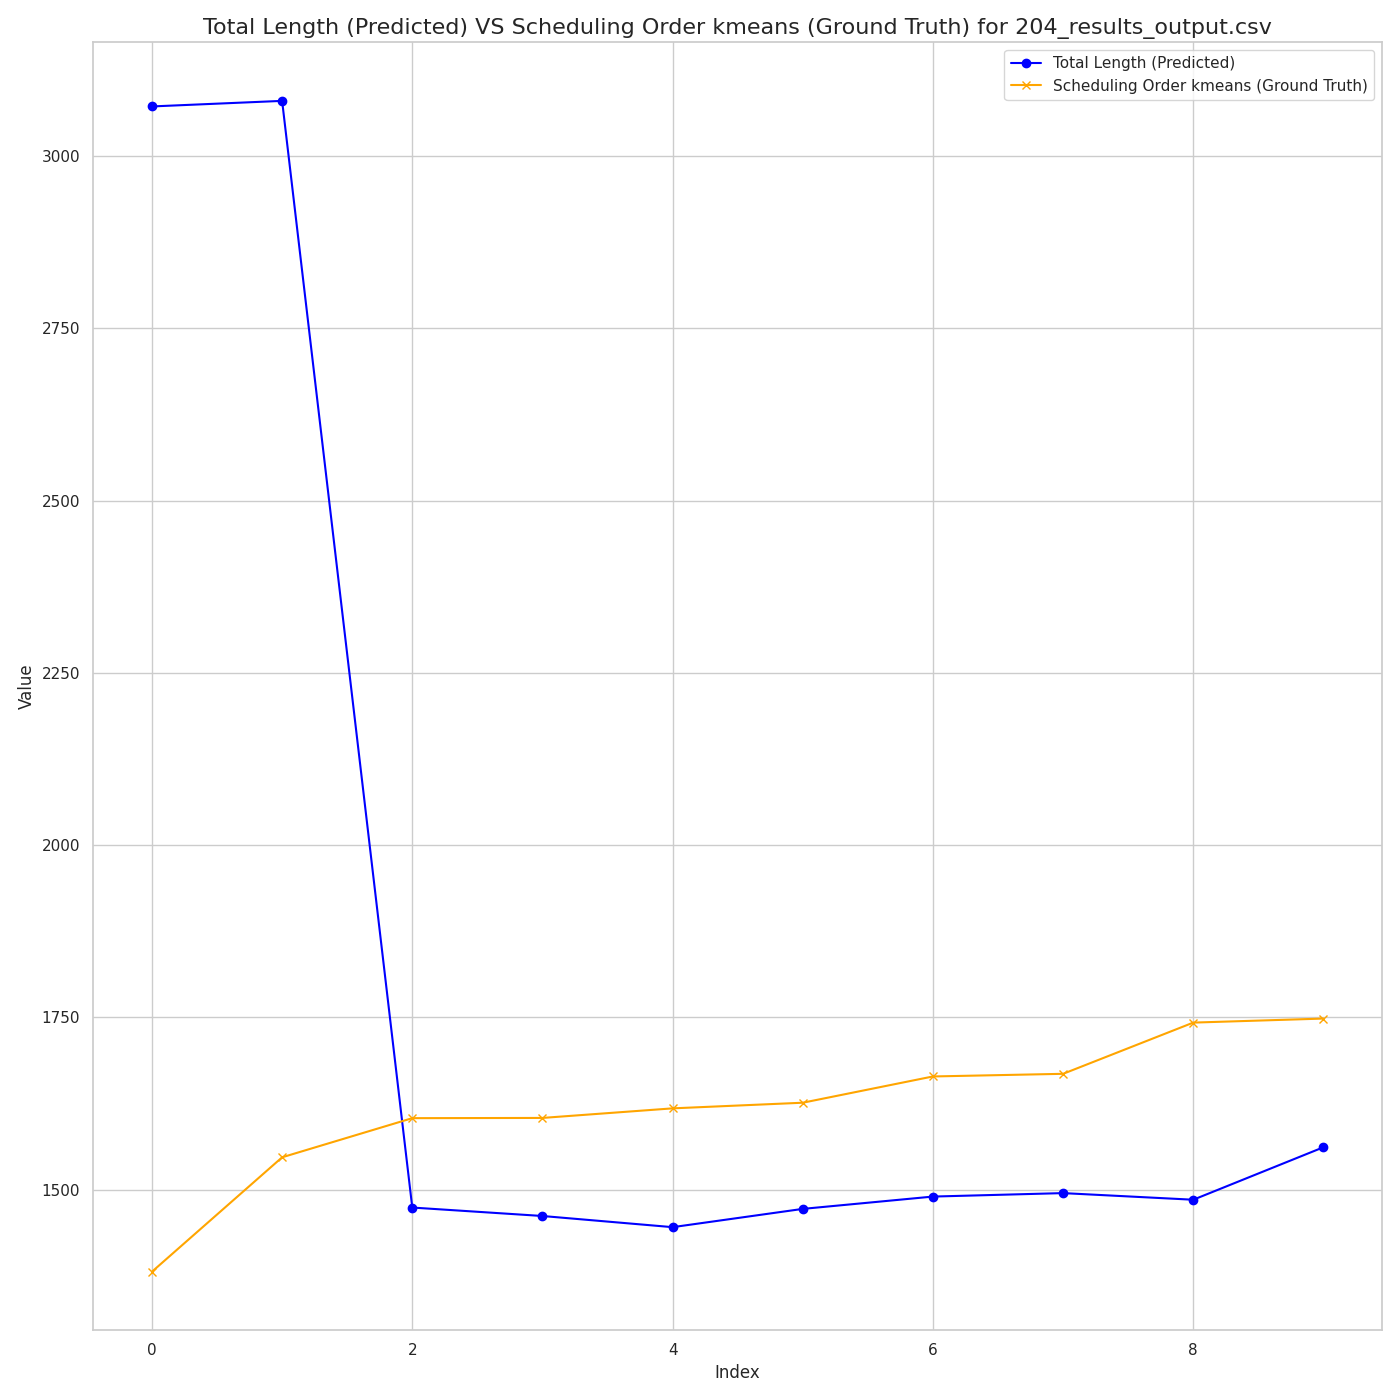 Total Length (Predicted) VS Scheduling Order kmeans (Ground Truth) for 204_results_output.csv
Total Length (Predicted)
Scheduling Order kmeans (Ground Truth)
3000
2750
2500
2250
2000
1750
1500
Value
0 2 4 6 8
Index